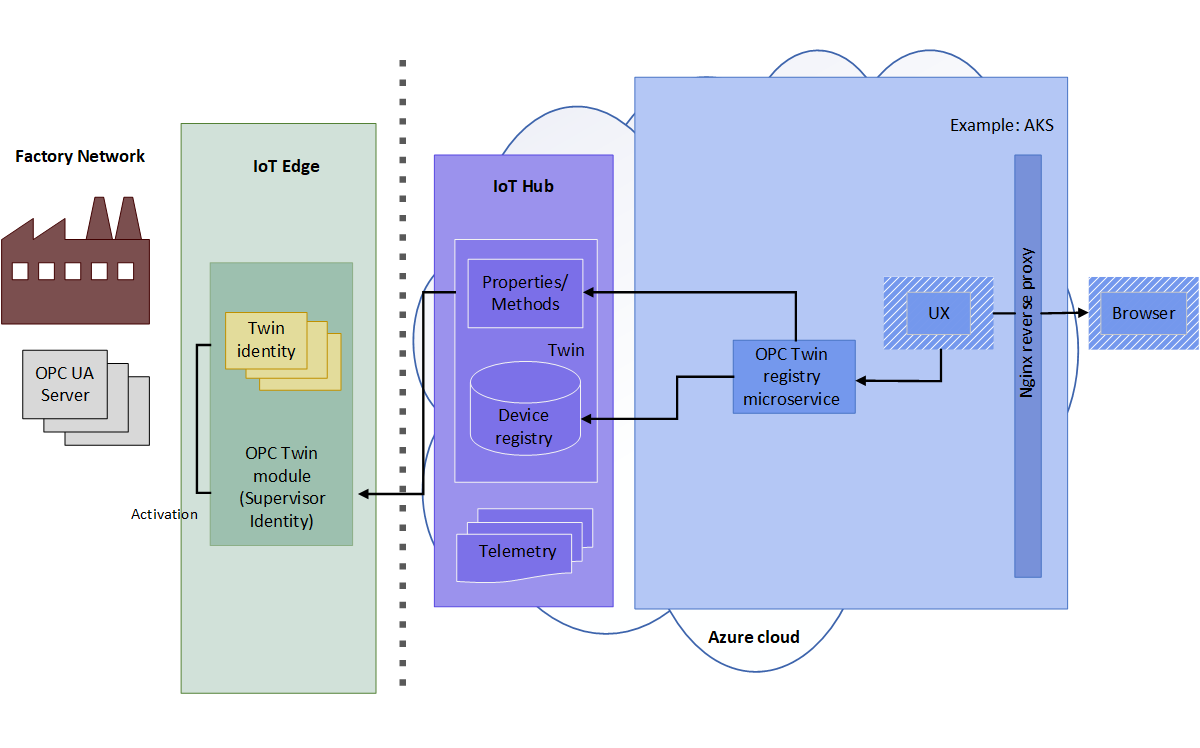 Factory Network
OPC UA
Server
IoT Edge
Twin
identity
OPC Twin
module
(Supervisor
Identity)
Activation
IoT Hub
Properties/
Methods
Twin
Device
registry
Telemetry
Example: AKS
OPC Twin
registry
microservice
UX
Nginx reverse proxy
Browser
Azure cloud